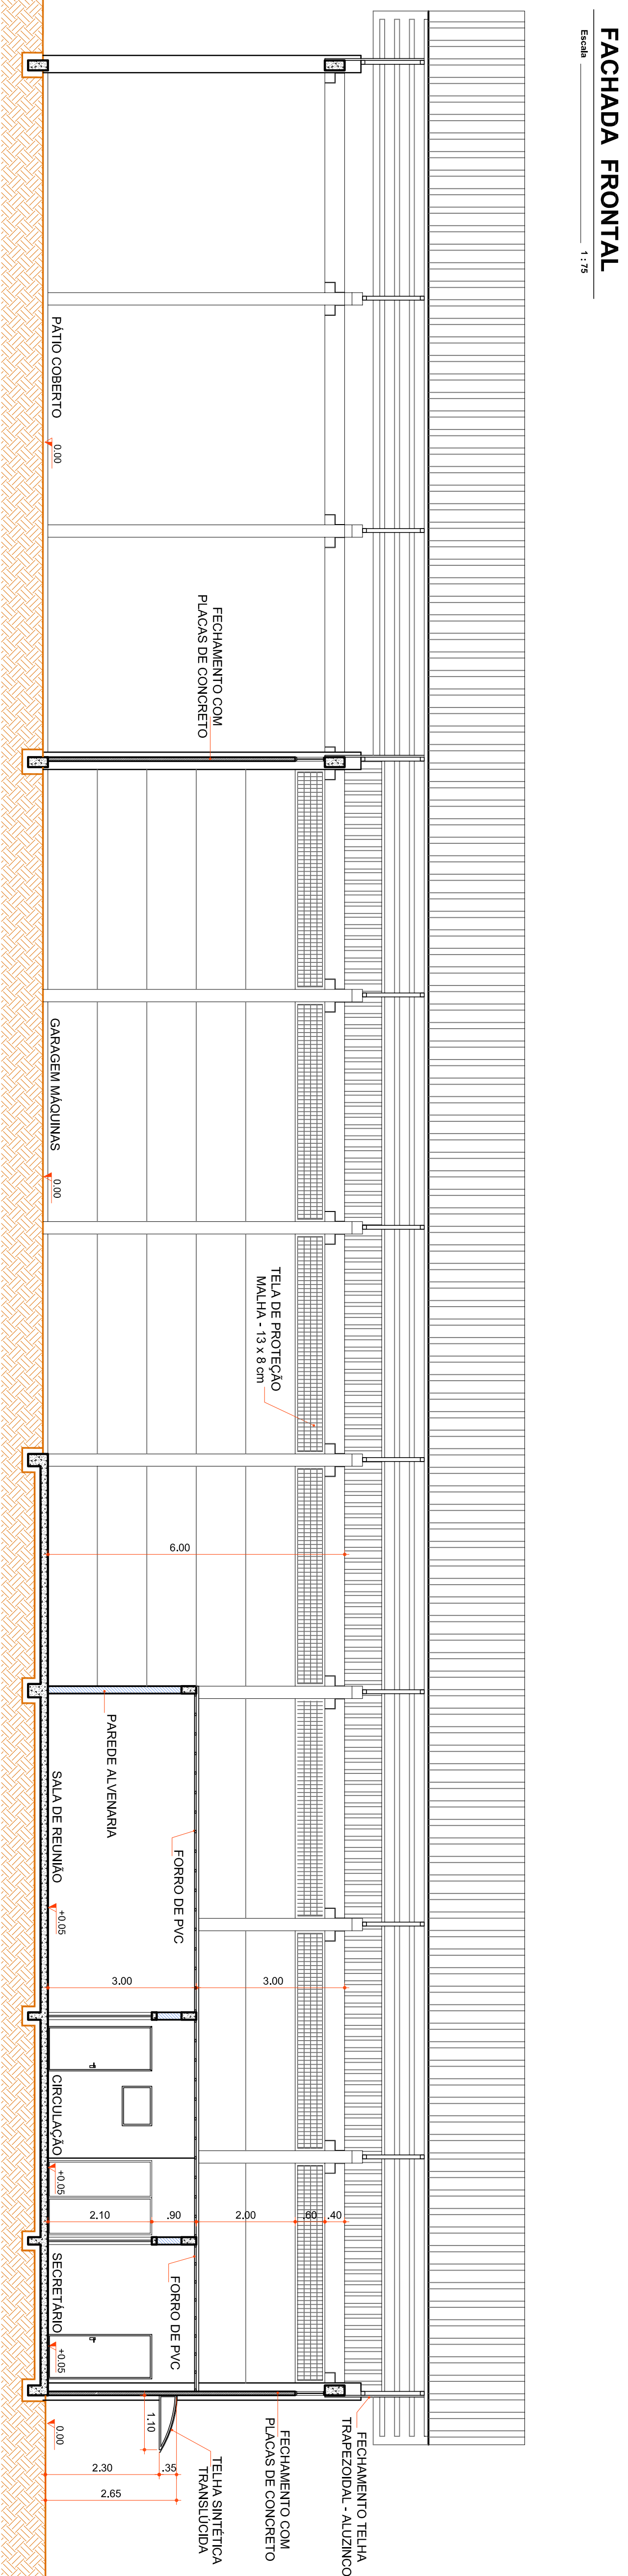 FACHADA FRONTAL
Escala
1 : 75
PÁTIO COBERTO
0.00
FECHAMENTO COM
PLACAS DE CONCRETO
GARAGEM MÁQUINAS
0.00
TELA DE PROTEÇÃO
MALHA - 13 x 8 cm
6.00
PAREDE ALVENARIA
SALA DE REUNIÃO
+0.05
FORRO DE PVC
3.00
3.00
CIRCULAÇÃO
+0.05
2.10
.90
2.00
.60
.40
SECRETÁRIO
+0.05
FORRO DE PVC
FECHAMENTO TELHA
TRAPEZOIDAL - ALUZINCO
FECHAMENTO COM
PLACAS DE CONCRETO
TELHA SINTÉTICA
TRANSLÚCIDA
1.10
0.00
2.30
.35
2.65